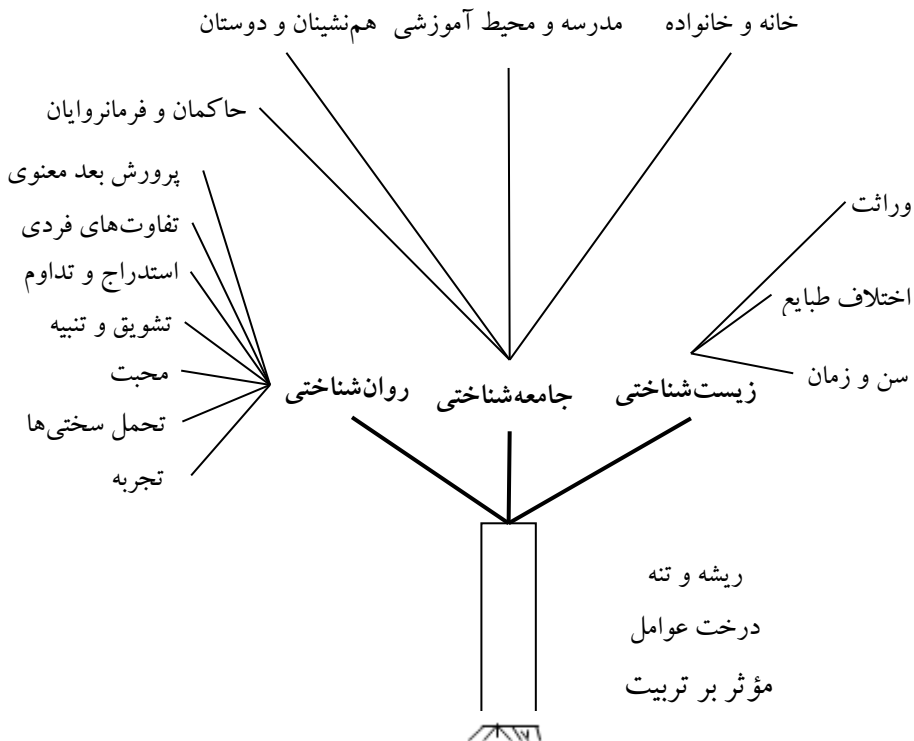 خانه و خانواده
مدرسه و محیط آموزشی
هم‌نشینان و دوستان
حاکمان و فرمانروایان
پرورش بعد معنوی
تفاوت‌های فردی
استدراج و تداوم
تشویق و تنبیه
محبت
تحمل سختی‌ها
تجربه
وراثت
اختلاف طبایع
سن و زمان
زیست‌شناختی
جامعه‌شناختی
روان‌شناختی
ریشه و تنه
درخت عوامل
مؤثر بر تربیت